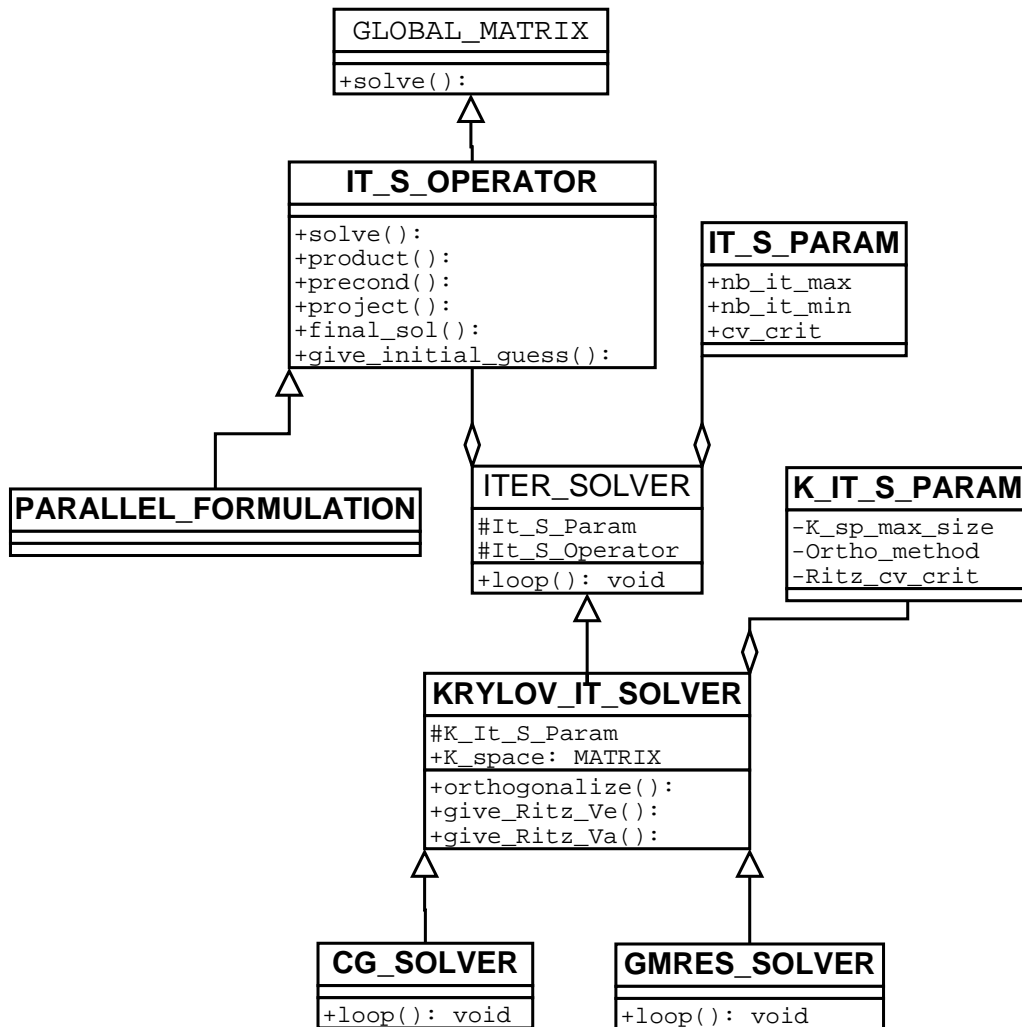 GLOBAL_MATRIX
+solve():
IT_S_OPERATOR
+solve():
+product():
+precond():
+project():
+final_sol():
+give_initial_guess():
IT_S_PARAM
+nb_it_max
+nb_it_min
+cv_crit
PARALLEL_FORMULATION
ITER_SOLVER
#It_S_Param
#It_S_Operator
+loop(): void
K_IT_S_PARAM
-K_sp_max_size
-Ortho_method
-Ritz_cv_crit
KRYLOV_IT_SOLVER
#K_It_S_Param
+K_space: MATRIX
+orthogonalize():
+give_Ritz_Ve():
+give_Ritz_Va():
CG_SOLVER
+loop(): void
GMRES_SOLVER
+loop(): void